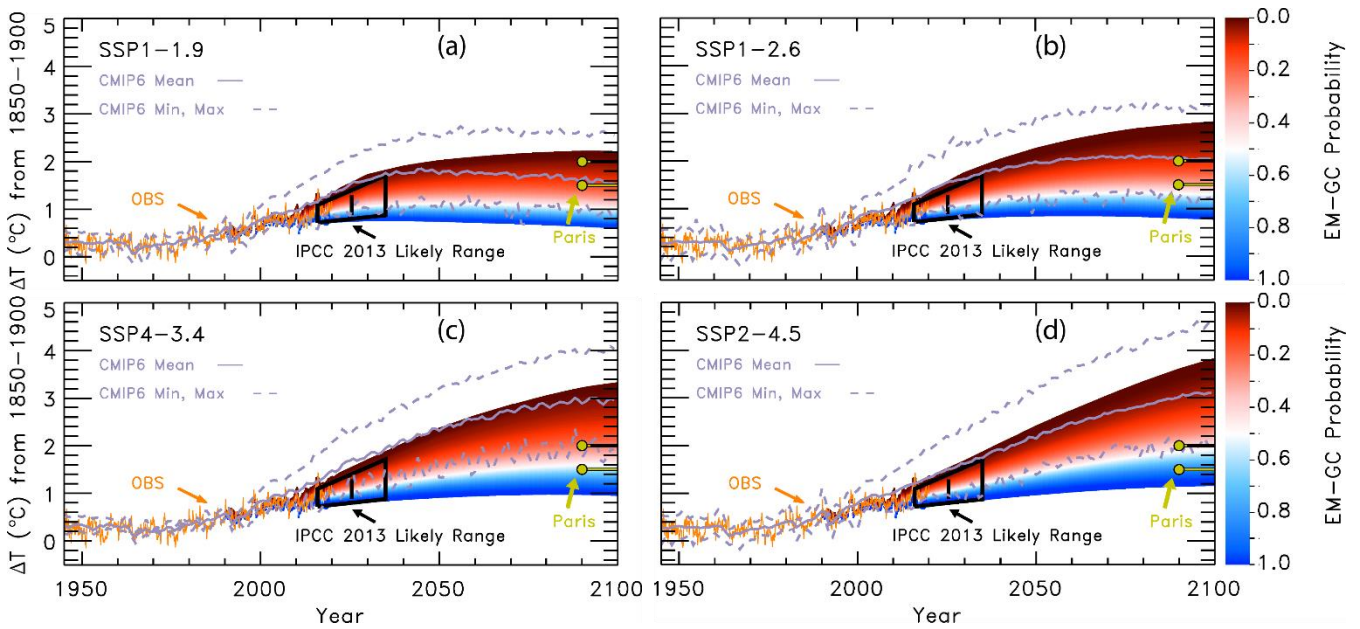 5
4
3
2
1
0
ΔT (°C) from 1850–1900
SSP1–1.9
(a)
CMIP6 Mean
CMIP6 Min, Max
OBS
IPCC 2013 Likely Range
Paris
SSP1–2.6
(b)
CMIP6 Mean
CMIP6 Min, Max
OBS
IPCC 2013 Likely Range
Paris
0.0
0.2
0.4
0.6
0.8
1.0
EM–GC Probability
5
4
3
2
1
0
ΔT (°C) from 1850–1900
SSP4–3.4
(c)
CMIP6 Mean
CMIP6 Min, Max
OBS
IPCC 2013 Likely Range
Paris
1950 2000 2050 2100
Year
SSP2–4.5
(d)
CMIP6 Mean
CMIP6 Min, Max
OBS
IPCC 2013 Likely Range
Paris
1950 2000 2050 2100
Year
0.0
0.2
0.4
0.6
0.8
1.0
EM–GC Probability